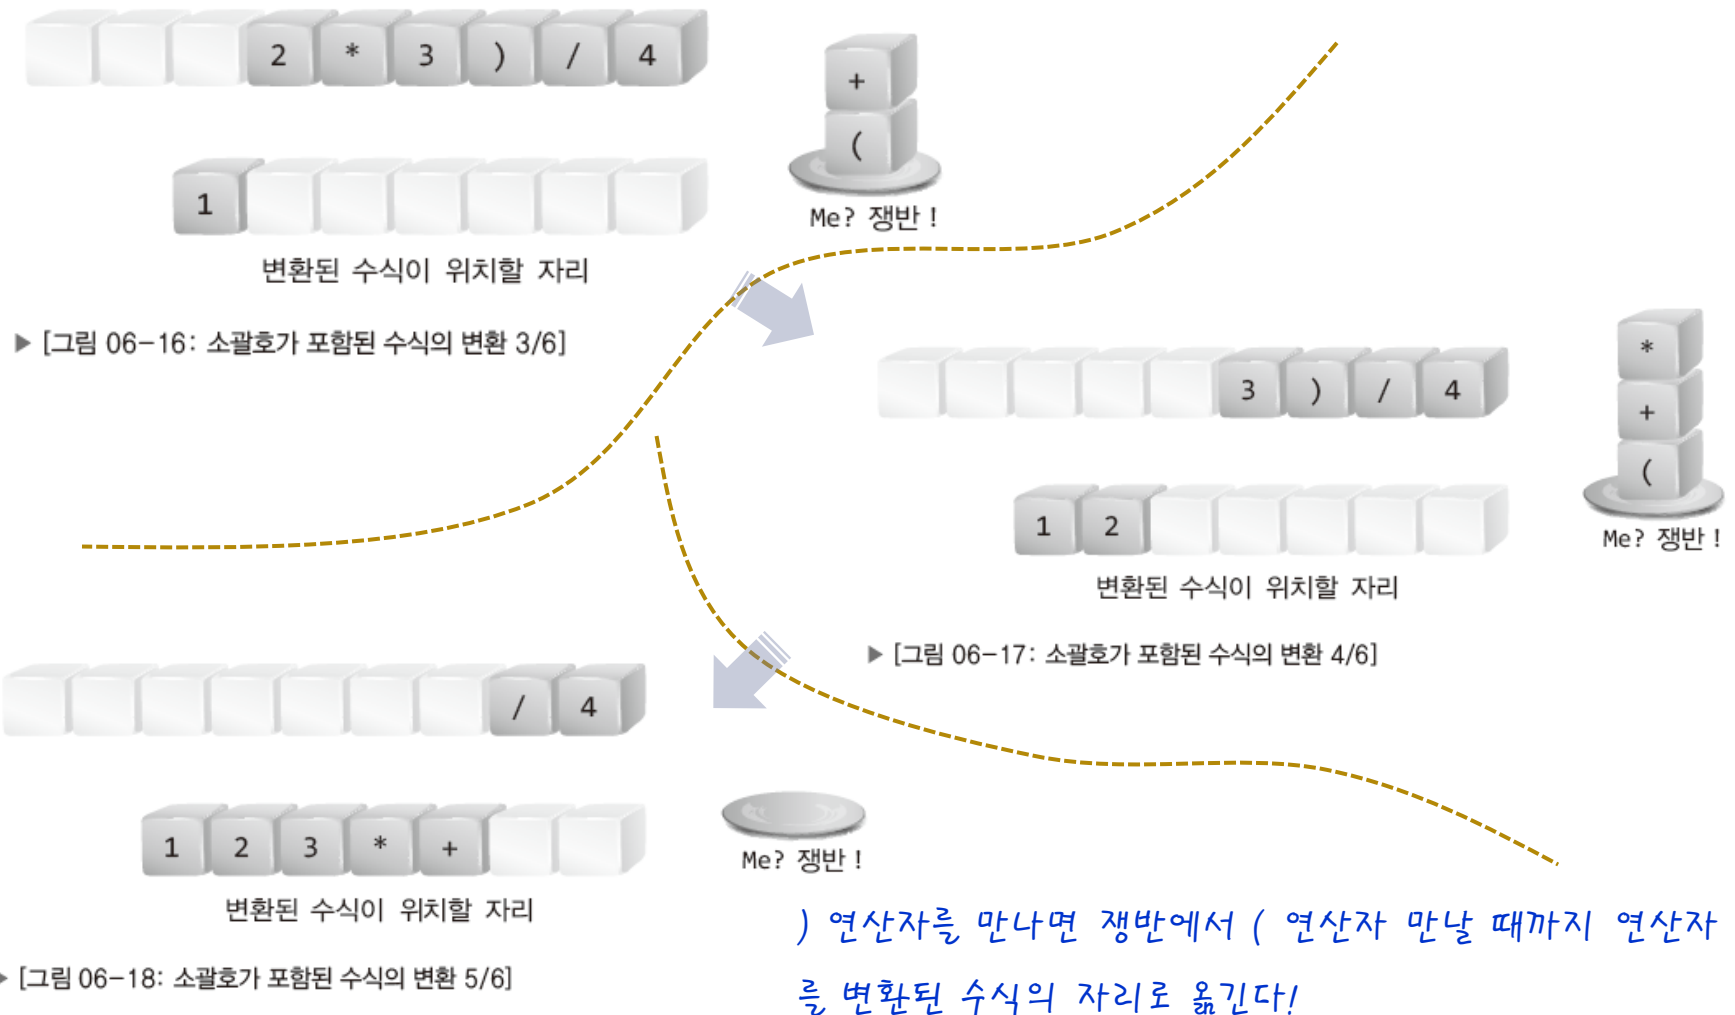 2 * 3 ) / 4
+
(
Me? 쟁반 !
1
변환된 수식이 위치할 자리
▶ [그림 06-16: 소괄호가 포함된 수식의 변환 3/6]
3 ) / 4
*
+
(
Me? 쟁반 !
1 2
변환된 수식이 위치할 자리
▶ [그림 06-17: 소괄호가 포함된 수식의 변환 4/6]
/ 4
1 2 3 * +
Me? 쟁반 !
변환된 수식이 위치할 자리
▶ [그림 06-18: 소괄호가 포함된 수식의 변환 5/6]
) 연산자를 만나면 쟁반에서 ( 연산자 만날 때까지 연산자
를 변환된 수식의 자리로 옮긴다!